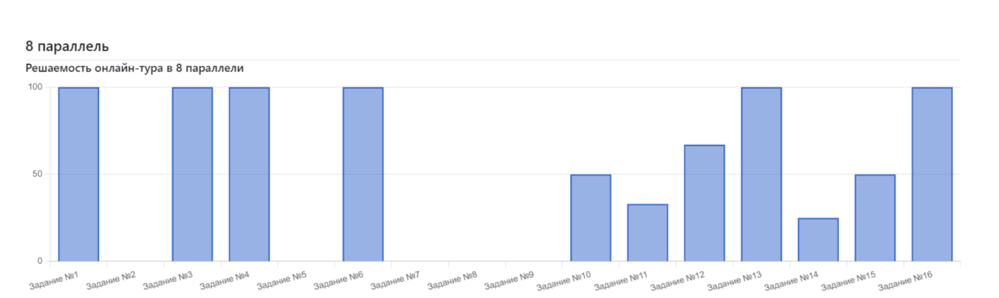 8 параллель
Решаемость онлайн-тура в 8 параллели
100
50
0
Задание №1
Задание №2
Задание №3
Задание №4
Задание №5
Задание №6
Задание №7
Задание №8
Задание №9
Задание №10
Задание №11
Задание №12
Задание №13
Задание №14
Задание №15
Задание №16